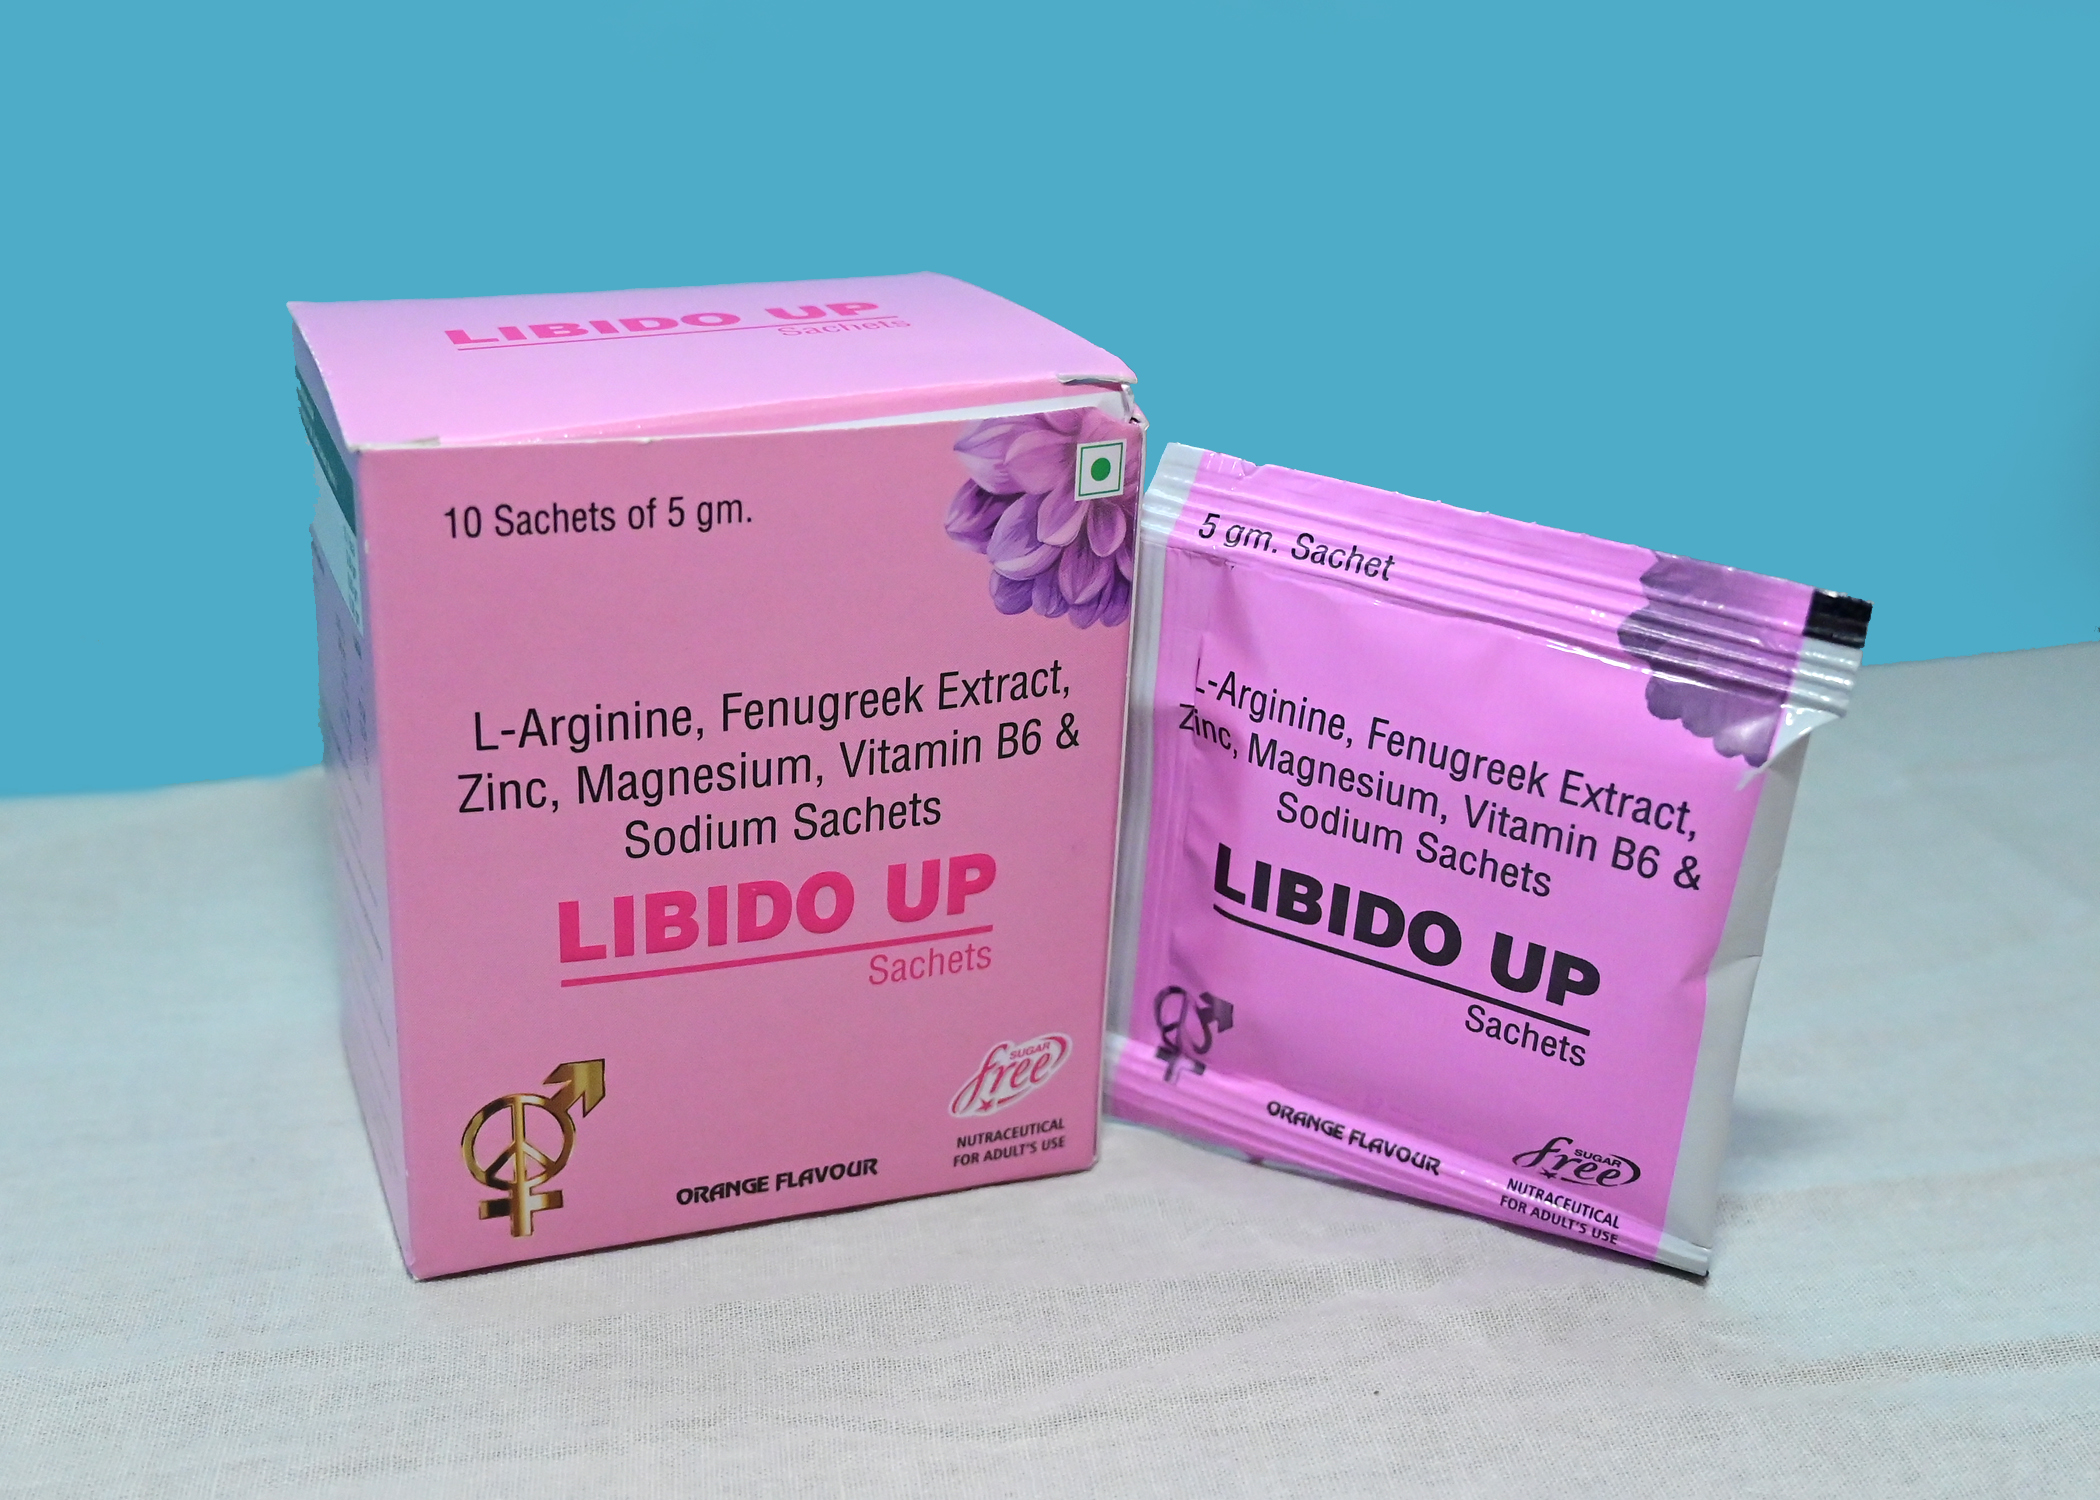 LIBIDO UP
Sachets
10 Sachets of 5 gm.
L-Arginine, Fenugreek Extract,
Zinc, Magnesium, Vitamin B6 &
Sodium Sachets
LIBIDO UP
Sachets
SUGAR
free
NUTRACEUTICAL
FOR ADULT'S USE
ORANGE FLAVOUR
5 gm. Sachet
L-Arginine, Fenugreek Extract,
Zinc, Magnesium, Vitamin B6 &
Sodium Sachets
LIBIDO UP
Sachets
ORANGE FLAVOUR
SUGAR
free
NUTRACEUTICAL
FOR ADULT'S USE